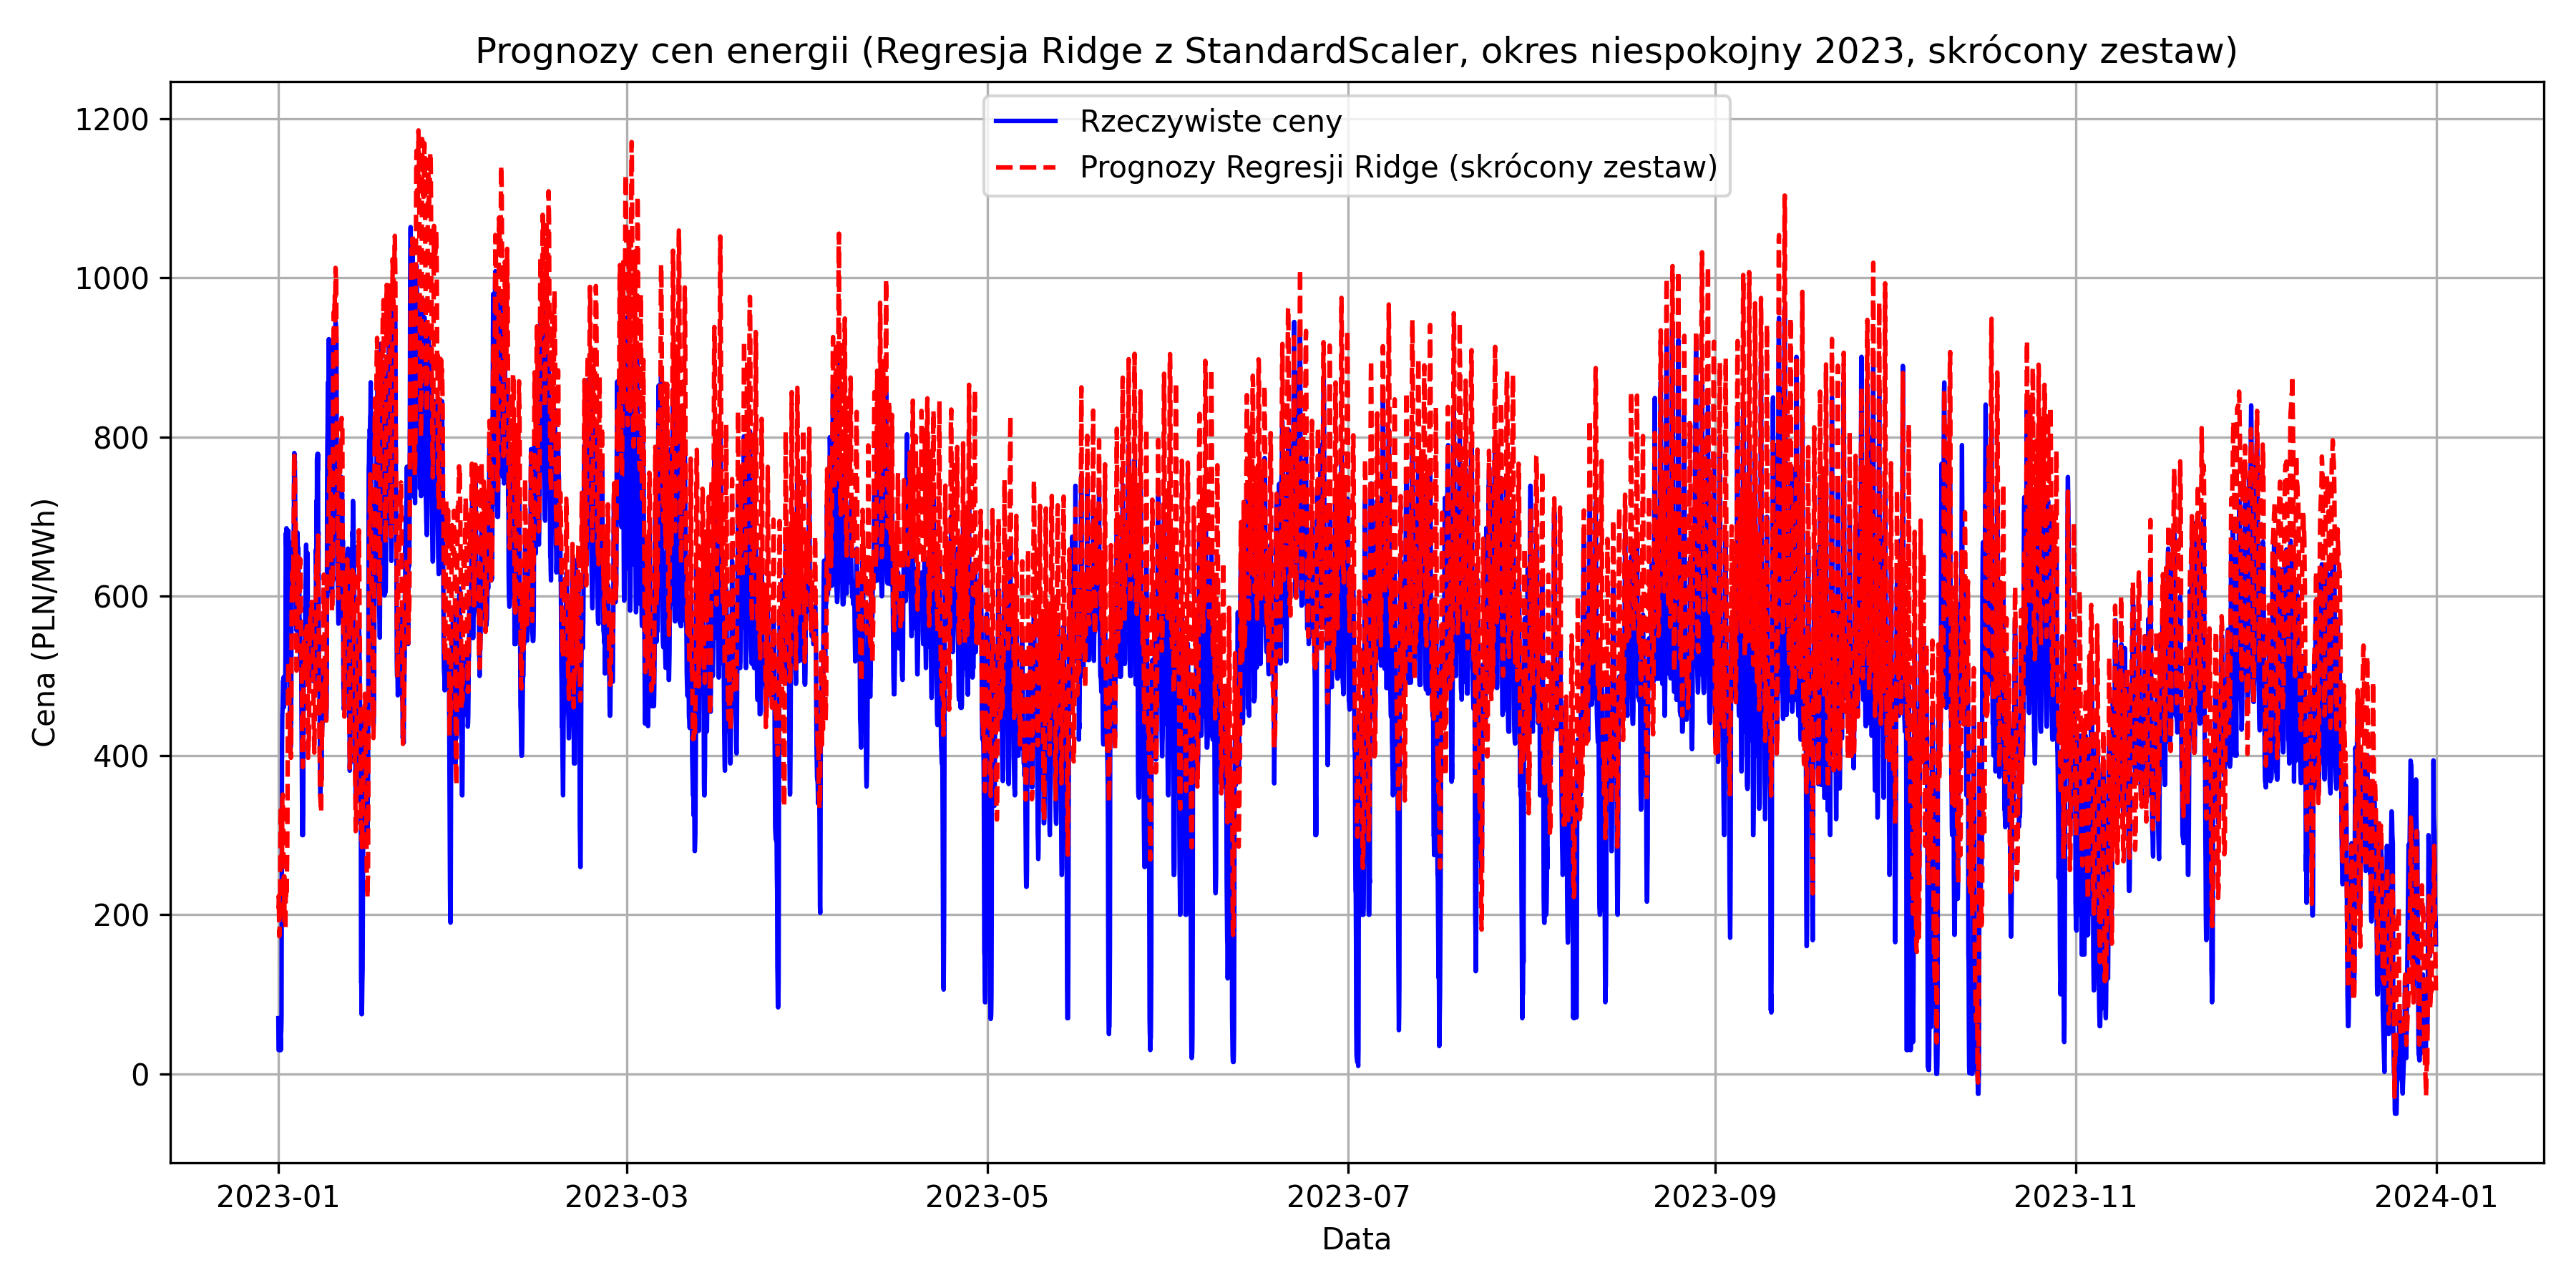 Prognozy cen energii (Regresja Ridge z StandardScaler, okres niespokojny 2023, skrócony zestaw)
Rzeczywiste ceny
Prognozy Regresji Ridge (skrócony zestaw)
Cena (PLN/MWh)
1200
1000
800
600
400
200
0
2023-01
2023-03
2023-05
2023-07
2023-09
2023-11
2024-01
Data